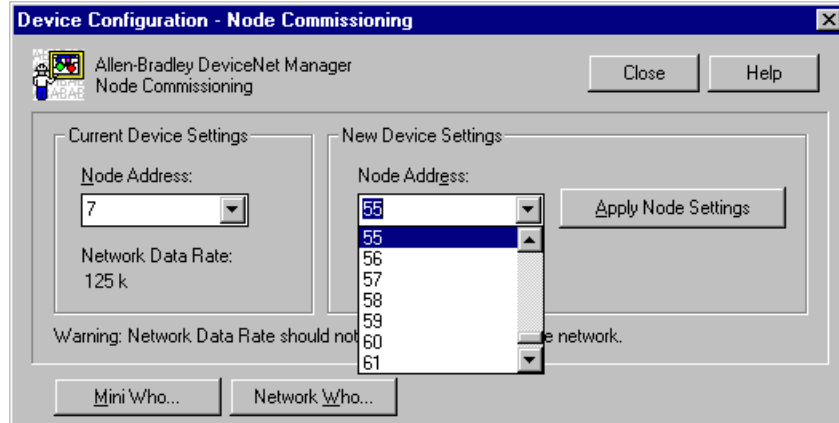 Device Configuration - Node Commissioning
Allen-Bradley DeviceNet Manager
Node Commissioning
Close
Help
Current Device Settings
Node Address:
7
Network Data Rate:
125 k
New Device Settings
Node Address:
55
Apply Node Settings
55
56
57
58
59
60
61
Warning: Network Data Rate should not e network.
Mini Who...
Network Who...